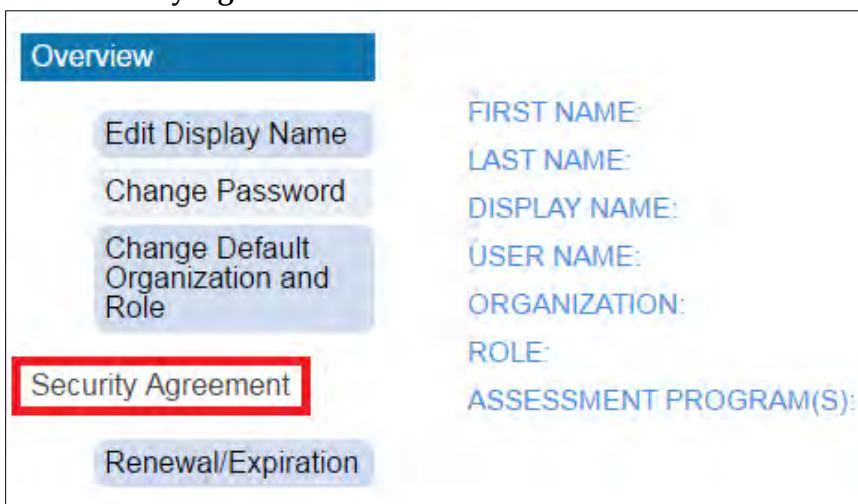 Overview
Edit Display Name
Change Password
Change Default
Organization and
Role
Security Agreement
Renewal/Expiration
FIRST NAME:
LAST NAME:
DISPLAY NAME:
USER NAME:
ORGANIZATION:
ROLE:
ASSESSMENT PROGRAM(S):